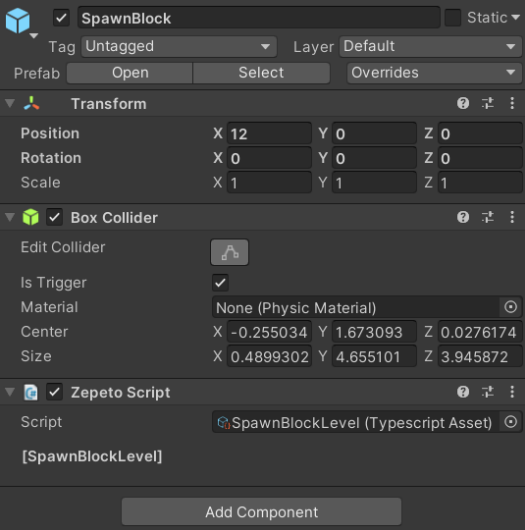 SpawnBlock Static
Tag Untagged Layer Default
Prefab Open Select Overrides
Transform
Position X 12 Y 0 Z 0
Rotation X 0 Y 0 Z 0
Scale X 1 Y 1 Z 1
Box Collider
Edit Collider
Is Trigger
Material None (Physic Material)
Center X -0.255034 Y 1.673093 Z 0.0276174
Size X 0.4899302 Y 4.655101 Z 3.945872
Zepeto Script
Script SpawnBlockLevel (Typescript Asset)
[SpawnBlockLevel]
Add Component